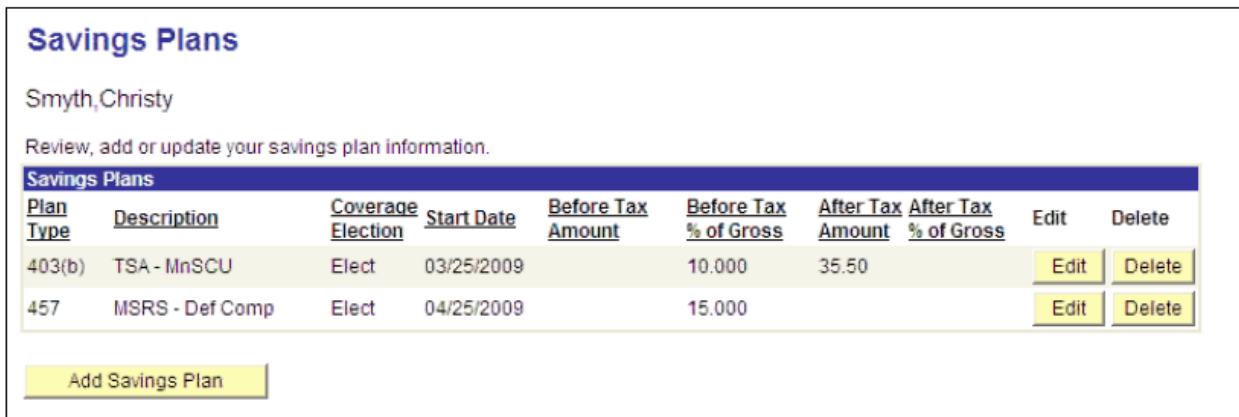 Savings Plans
Smyth,Christy
Review, add or update your savings plan information.
Savings Plans
Plan Type Description Coverage Election Start Date Before Tax Amount Before Tax % of Gross After Tax Amount After Tax % of Gross Edit Delete
403(b) TSA - MnSCU Elect 03/25/2009 10.000 35.50 Edit Delete
457 MSRS - Def Comp Elect 04/25/2009 15.000 Edit Delete
Add Savings Plan